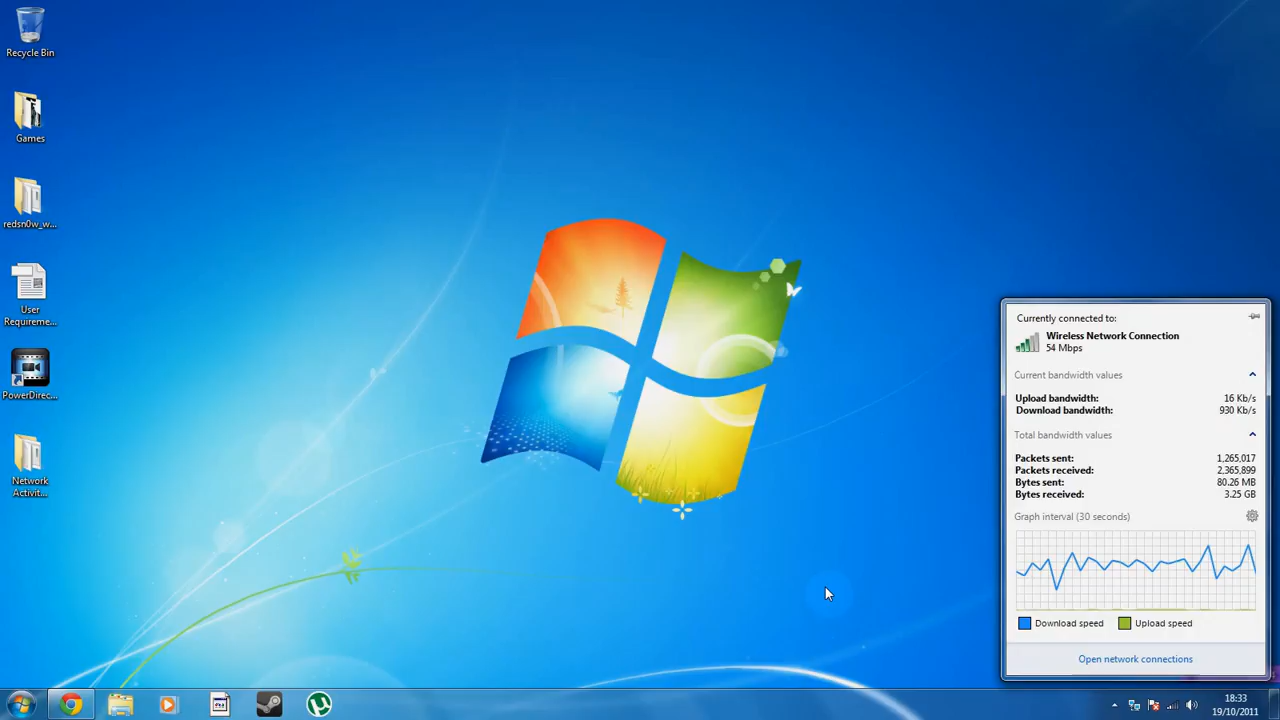 Recycle Bin
Games
redsn0w_w...
User
Requireme...
PowerDirec...
Network
Activit...
Currently connected to:
Wireless Network Connection
54 Mbps
Current bandwidth values
Upload bandwidth: 16 Kb/s
Download bandwidth: 930 Kb/s
Total bandwidth values
Packets sent: 1,265,017
Packets received: 2,365,899
Bytes sent: 80.26 MB
Bytes received: 3.25 GB
Graph interval (30 seconds)
Download speed Upload speed
Open network connections
18:33
19/10/2011